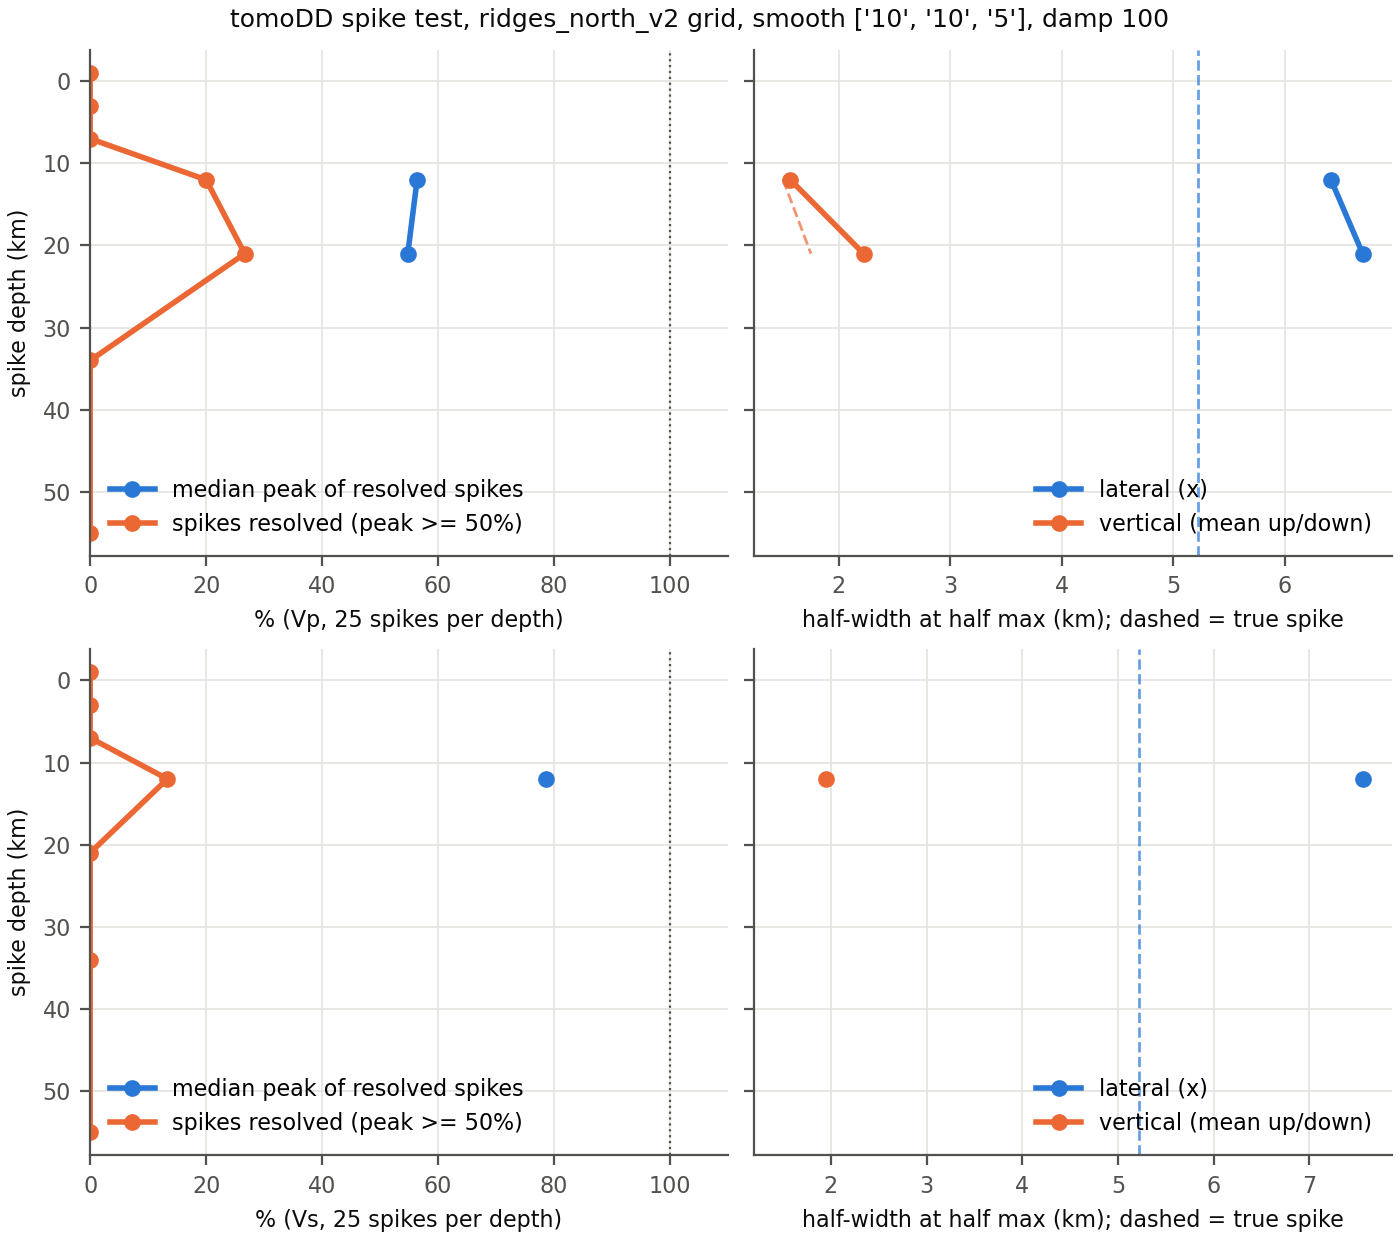 tomoDD spike test, ridges_north_v2 grid, smooth ['10', '10', '5'], damp 100
spike depth (km)
0
10
20
30
40
50
median peak of resolved spikes
spikes resolved (peak >= 50%)
0
20
40
60
80
100
% (Vp, 25 spikes per depth)
lateral (x)
vertical (mean up/down)
2
3
4
5
6
half-width at half max (km); dashed = true spike
spike depth (km)
0
10
20
30
40
50
median peak of resolved spikes
spikes resolved (peak >= 50%)
0
20
40
60
80
100
% (Vs, 25 spikes per depth)
lateral (x)
vertical (mean up/down)
2
3
4
5
6
7
half-width at half max (km); dashed = true spike